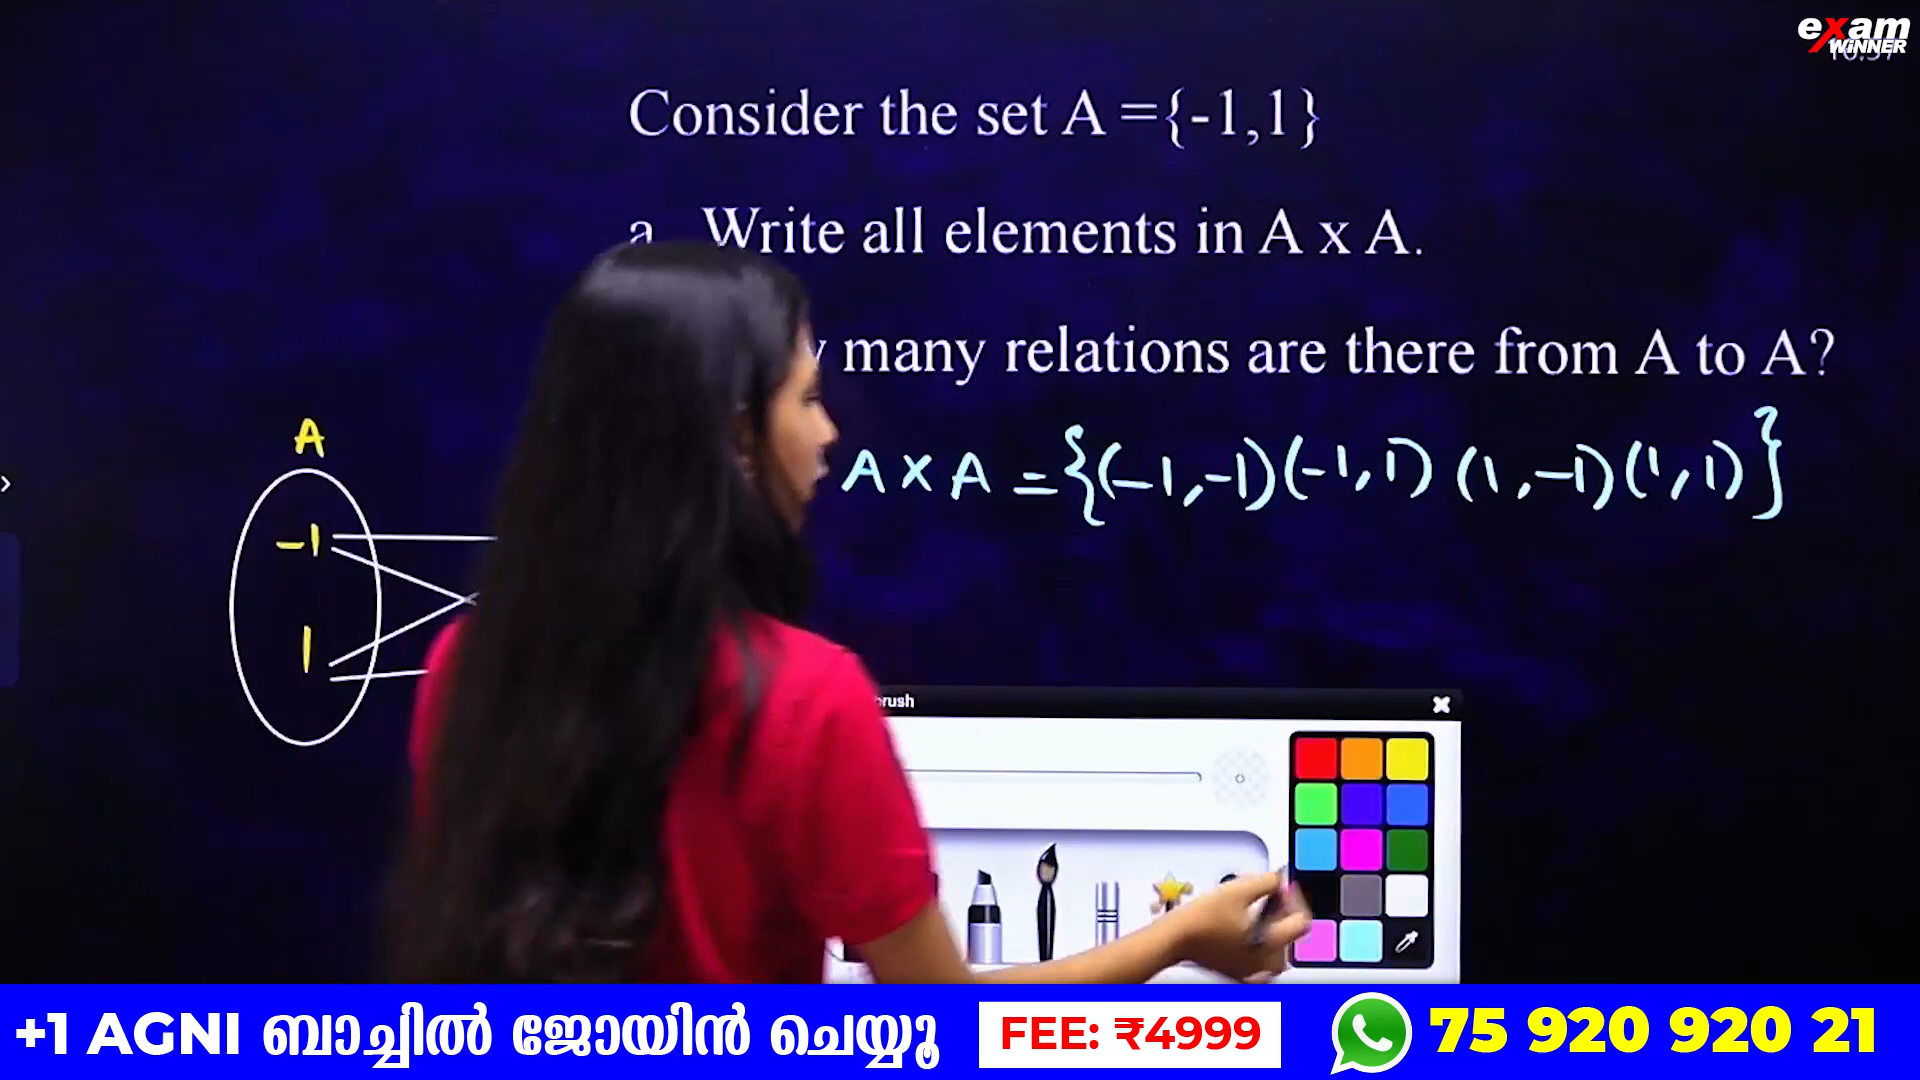 exam
WiNNER
Consider the set A ={-1,1}
a. Write all elements in A x A.
many relations are there from A to A?
A
A x A = {(-1,-1)(-1,1) (1,-1)(1,1)}
-1
1
brush
+1 AGNI ബാച്ചിൽ ജോയിൻ ചെയ്യൂ
FEE: ₹4999
75 920 920 21